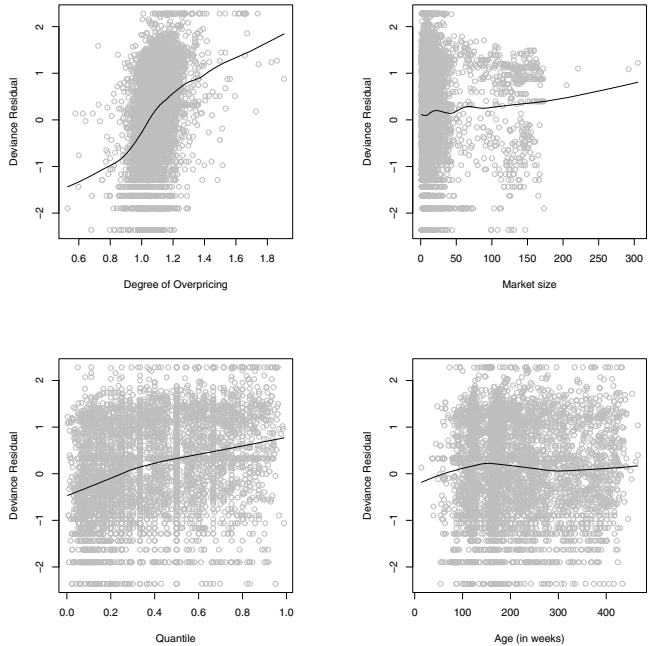 2
1
0
-1
-2
Deviance Residual
0.6 0.8 1.0 1.2 1.4 1.6 1.8
Degree of Overpricing
2
1
0
-1
-2
Deviance Residual
0 50 100 150 200 250 300
Market size
2
1
0
-1
-2
Deviance Residual
0.0 0.2 0.4 0.6 0.8 1.0
Quantile
2
1
0
-1
-2
Deviance Residual
100 200 300 400
Age (in weeks)